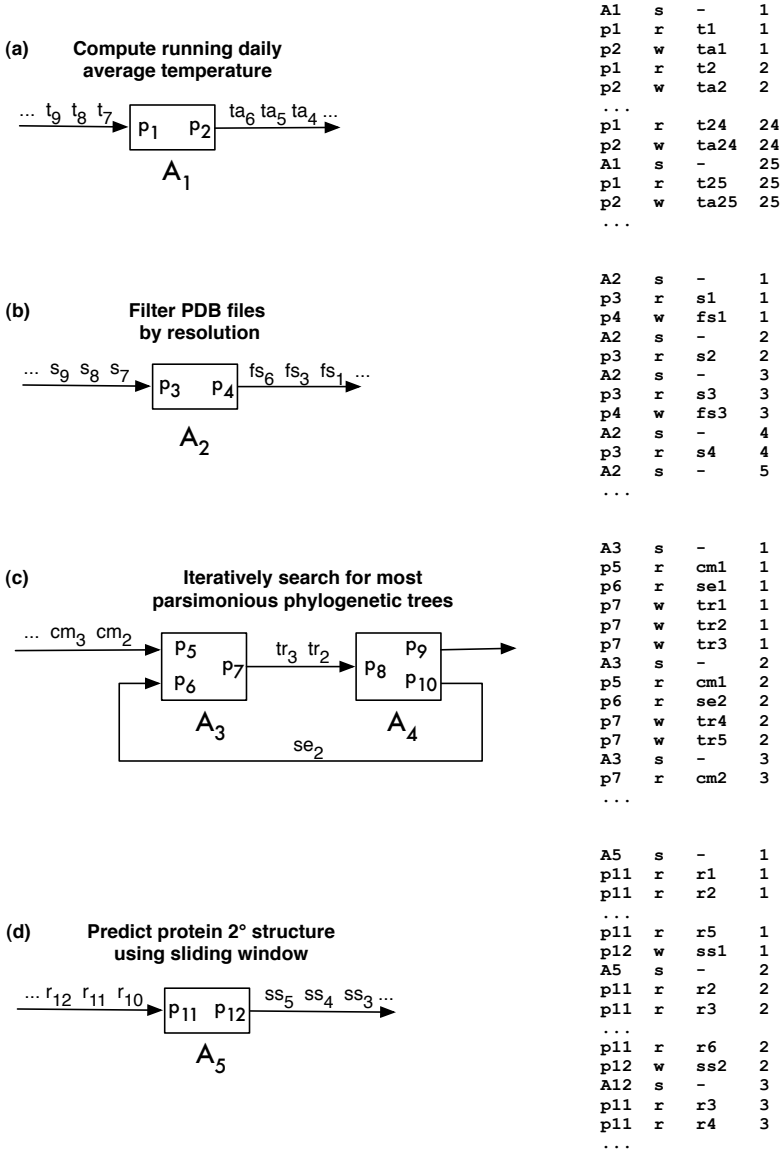 (a) Compute running daily
average temperature
... t9 t8 t7
p1 p2
ta6 ta5 ta4 ...
A1
A1 s - 1
p1 r t1 1
p2 w ta1 1
p1 r t2 2
p2 w ta2 2
...
p1 r t24 24
p2 w ta24 24
A1 s - 25
p1 r t25 25
p2 w ta25 25
...
(b) Filter PDB files
by resolution
... s9 s8 s7
p3 p4
fs6 fs3 fs1 ...
A2
A2 s - 1
p3 r s1 1
p4 w fs1 1
A2 s - 2
p3 r s2 2
A2 s - 3
p3 r s3 3
p4 w fs3 3
A2 s - 4
p3 r s4 4
A2 s - 5
...
(c) Iteratively search for most
parsimonious phylogenetic trees
... cm3 cm2
p5
p6
p7
tr3 tr2
p8
p9
p10
A3 A4
se2
A3 s - 1
p5 r cm1 1
p6 r se1 1
p7 w tr1 1
p7 w tr2 1
p7 w tr3 1
A3 s - 2
p5 r cm1 2
p6 r se2 2
p7 w tr4 2
p7 w tr5 2
A3 s - 3
p7 r cm2 3
...
(d) Predict protein 2° structure
using sliding window
... r12 r11 r10
p11 p12
ss5 ss4 ss3 ...
A5
A5 s - 1
p11 r r1 1
p11 r r2 1
...
p11 r r5 1
p12 w ss1 1
A5 s - 2
p11 r r2 2
p11 r r3 2
...
p11 r r6 2
p12 w ss2 2
A12 s - 3
p11 r r3 3
p11 r r4 3
...